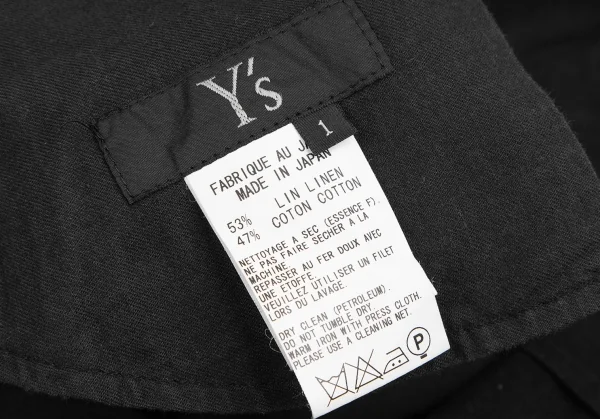 Y's
1
FABRIQUE AU JA
MADE IN JAPAN
53% LIN LINEN
47% COTON COTTON
NETTOYAGE A SEC (ESSENCE F).
NE PAS FAIRE SECHER A LA
MACHINE
REPASSER AU FER DOUX AVEC
UNE ETOFFE.
VEUILLEZ UTILISER UN FILET
LORS DU LAVAGE.
DRY CLEAN (PETROLEUM).
DO NOT TUMBLE DRY
WARM IRON WITH PRESS CLOTH.
PLEASE USE A CLEANING NET.
P